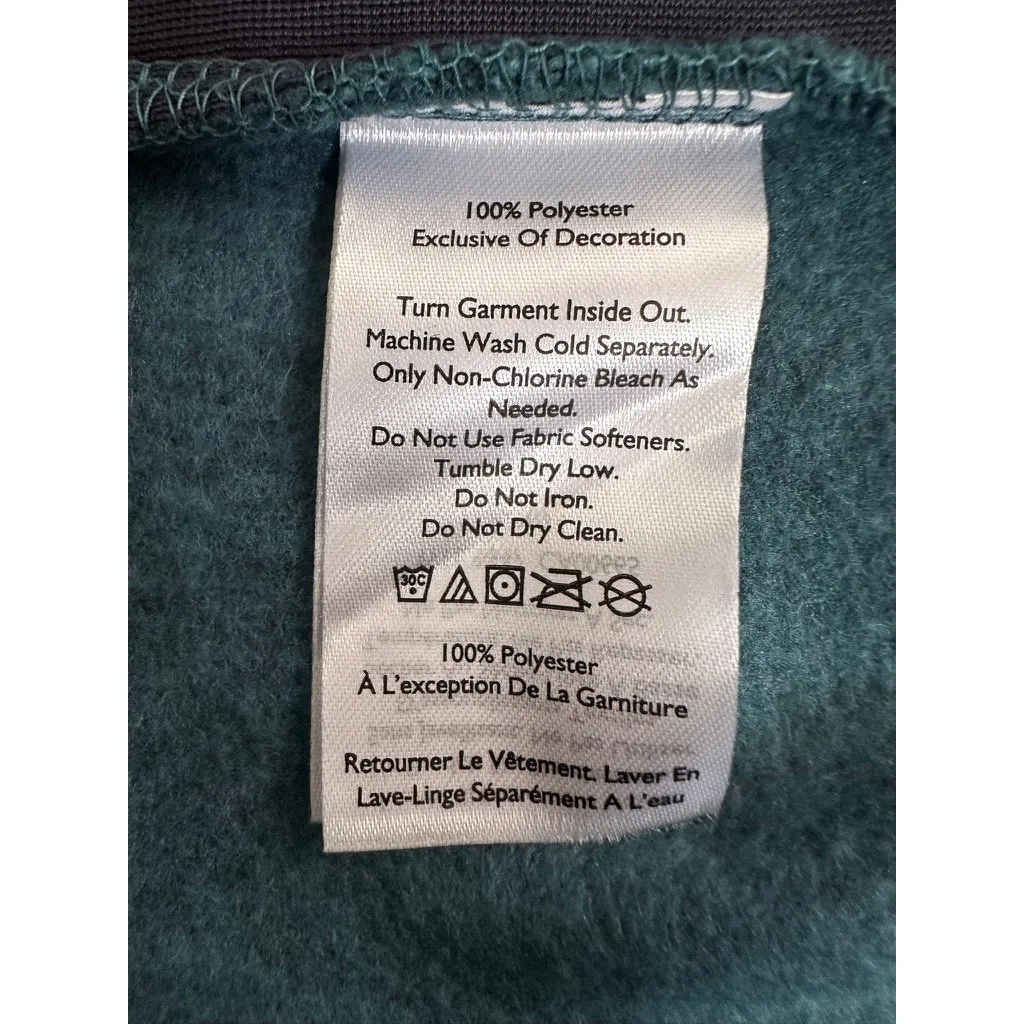 100% Polyester
Exclusive Of Decoration
Turn Garment Inside Out.
Machine Wash Cold Separately.
Only Non-Chlorine Bleach As
Needed.
Do Not Use Fabric Softeners.
Tumble Dry Low.
Do Not Iron.
Do Not Dry Clean.
30C
100% Polyester
À L'exception De La Garniture
Retourner Le Vêtement. Laver En
Lave-Linge Séparément A L'eau